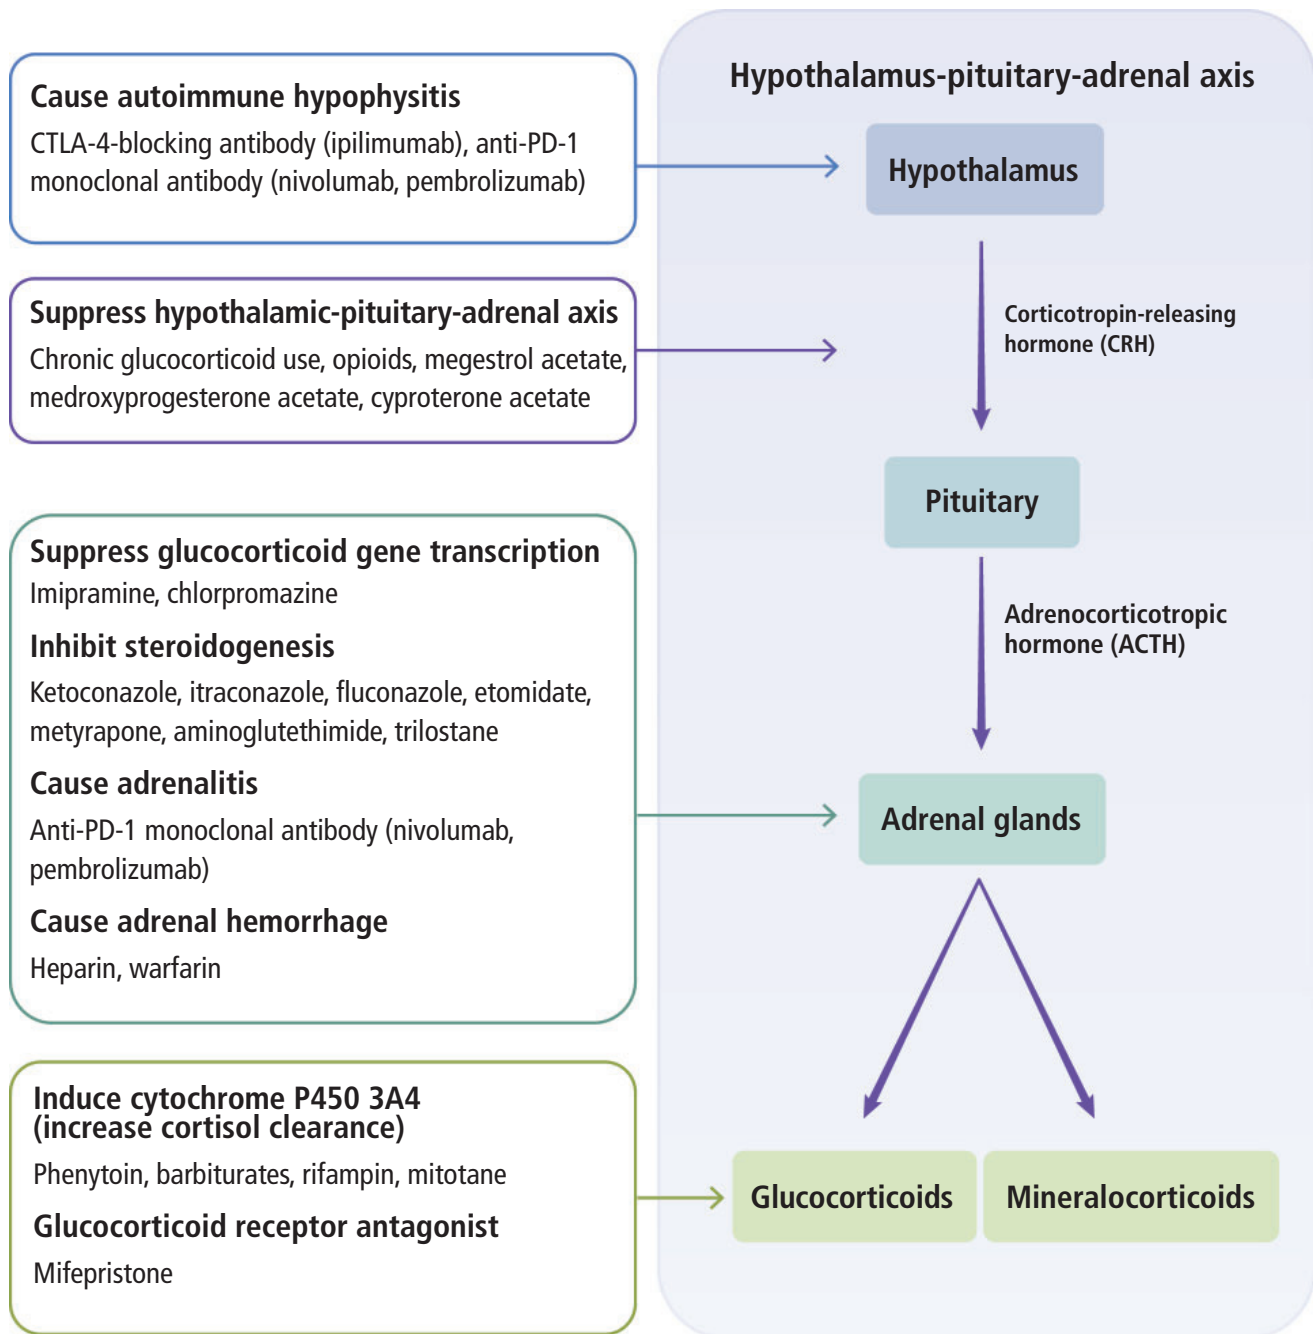 Cause autoimmune hypophysitis
CTLA-4-blocking antibody (ipilimumab), anti-PD-1
monoclonal antibody (nivolumab, pembrolizumab)
Suppress hypothalamic-pituitary-adrenal axis
Chronic glucocorticoid use, opioids, megestrol acetate,
medroxyprogesterone acetate, cyproterone acetate
Suppress glucocorticoid gene transcription
Imipramine, chlorpromazine
Inhibit steroidogenesis
Ketoconazole, itraconazole, fluconazole, etomidate,
metyrapone, aminoglutethimide, trilostane
Cause adrenalitis
Anti-PD-1 monoclonal antibody (nivolumab,
pembrolizumab)
Cause adrenal hemorrhage
Heparin, warfarin
Induce cytochrome P450 3A4
(increase cortisol clearance)
Phenytoin, barbiturates, rifampin, mitotane
Glucocorticoid receptor antagonist
Mifepristone
Hypothalamus-pituitary-adrenal axis
Hypothalamus
Corticotropin-releasing
hormone (CRH)
Pituitary
Adrenocorticotropic
hormone (ACTH)
Adrenal glands
Glucocorticoids
Mineralocorticoids